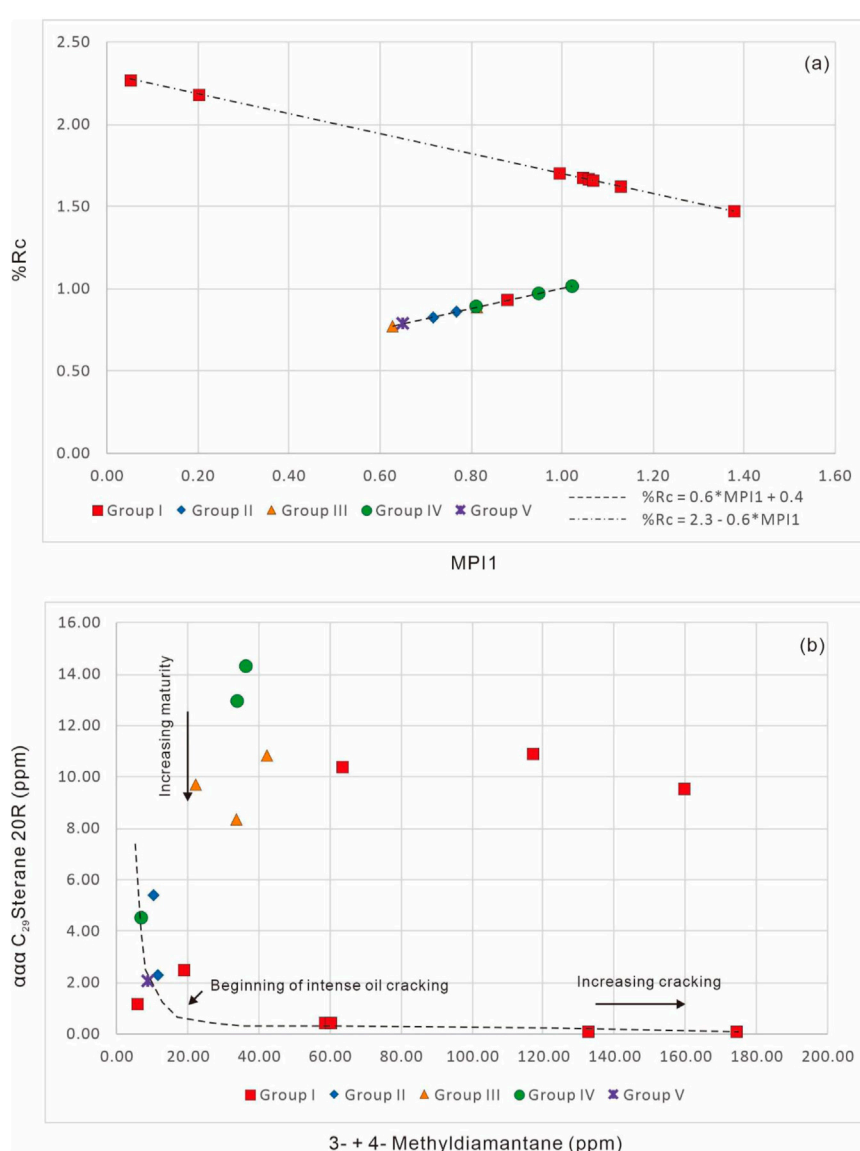 2.50
(a)
2.00
1.50
%Rc
1.00
0.50
0.00
0.00 0.20 0.40 0.60 0.80 1.00 1.20 1.40 1.60
Group I Group II Group III Group IV Group V
%Rc = 0.6*MPI1 + 0.4
%Rc = 2.3 - 0.6*MPI1
MPI1
16.00
(b)
14.00
Increasing maturity
12.00
10.00
ααα C₂₉Sterane 20R (ppm)
8.00
6.00
4.00
2.00
Beginning of intense oil cracking
Increasing cracking
0.00
0.00 20.00 40.00 60.00 80.00 100.00 120.00 140.00 160.00 180.00 200.00
Group I Group II Group III Group IV Group V
3- + 4- Methyldiamantane (ppm)